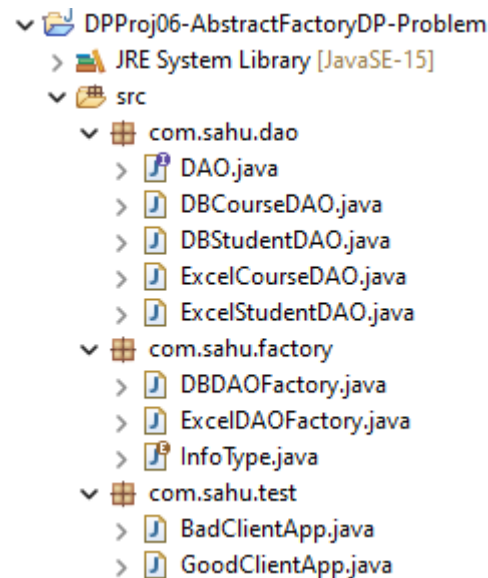 DPProj06-AbstractFactoryDP-Problem
JRE System Library [JavaSE-15]
src
com.sahu.dao
DAO.java
DBCourseDAO.java
DBStudentDAO.java
ExcelCourseDAO.java
ExcelStudentDAO.java
com.sahu.factory
DBDAOFactory.java
ExcelDAOFactory.java
InfoType.java
com.sahu.test
BadClientApp.java
GoodClientApp.java